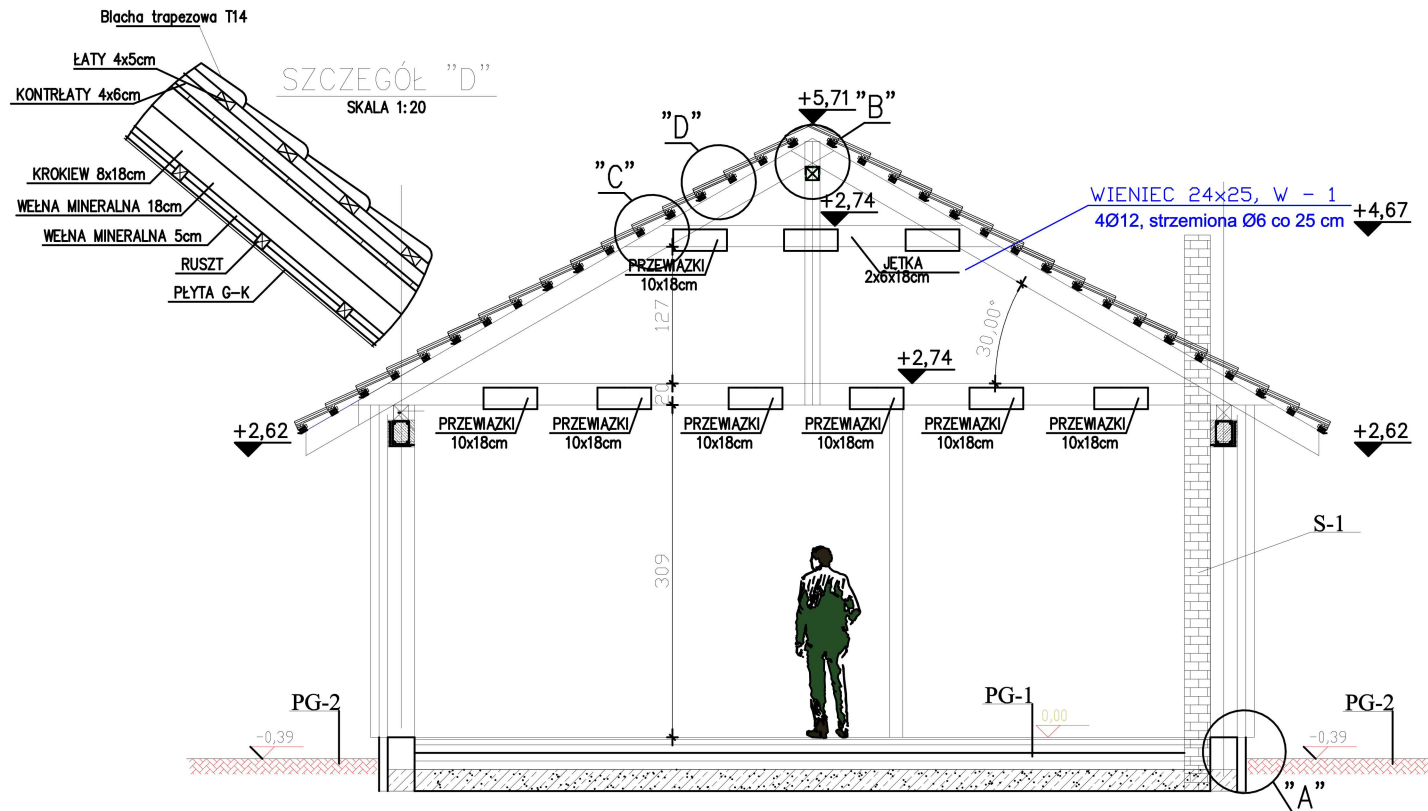 Blacha trapezowa T14
ŁATY 4x5cm
KONTRŁATY 4x6cm
SZCZEGÓŁ "D"
SKALA 1:20
KROKIEW 8x18cm
WEŁNA MINERALNA 18cm
WEŁNA MINERALNA 5cm
RUSZT
PŁYTA G-K
+5,71
"B"
"D"
"C"
+2,74
WIENIEC 24x25, W - 1
4Ø12, strzemiona Ø6 co 25 cm
+4,67
PRZEWIĄZKI
10x18cm
JĘTKA
2x6x18cm
127
30,00°
+2,74
20
+2,62
PRZEWIĄZKI
10x18cm
PRZEWIĄZKI
10x18cm
PRZEWIĄZKI
10x18cm
PRZEWIĄZKI
10x18cm
PRZEWIĄZKI
10x18cm
PRZEWIĄZKI
10x18cm
+2,62
S-1
309
PG-2
-0,39
PG-1
0,00
PG-2
-0,39
"A"